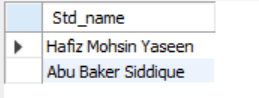 Std_name
Hafiz Mohsin Yaseen
Abu Baker Siddique